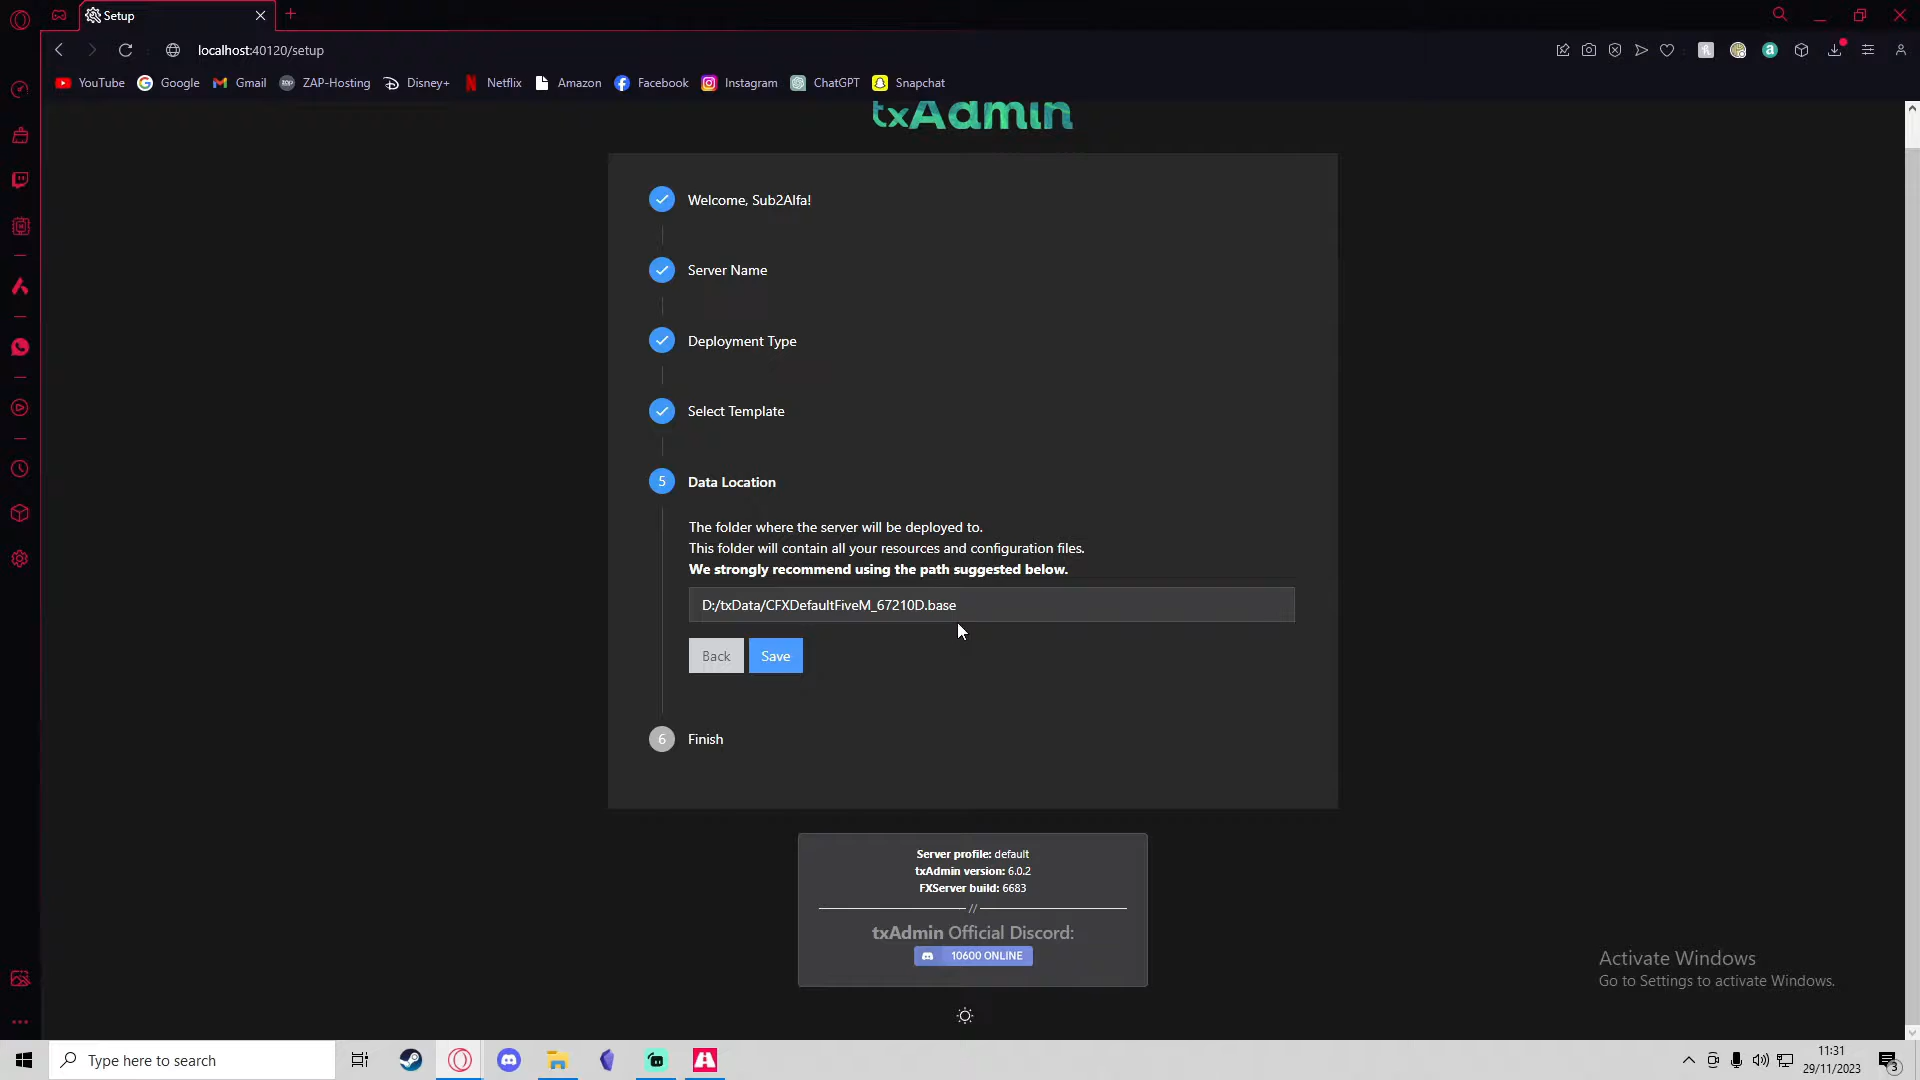 Setup
localhost:40120/setup
YouTube
Google
Gmail
ZAP-Hosting
Disney+
Netflix
Amazon
Facebook
Instagram
ChatGPT
Snapchat
txAdmin
Welcome, Sub2Alfa!
Server Name
Deployment Type
Select Template
5 Data Location
The folder where the server will be deployed to.
This folder will contain all your resources and configuration files.
We strongly recommend using the path suggested below.
D:/txData/CFXDefaultFiveM_67210D.base
Back Save
6 Finish
Server profile: default
txAdmin version: 6.0.2
FXServer build: 6683
//
txAdmin Official Discord:
10600 ONLINE
Activate Windows
Go to Settings to activate Windows.
Type here to search
11:31
29/11/2023
3